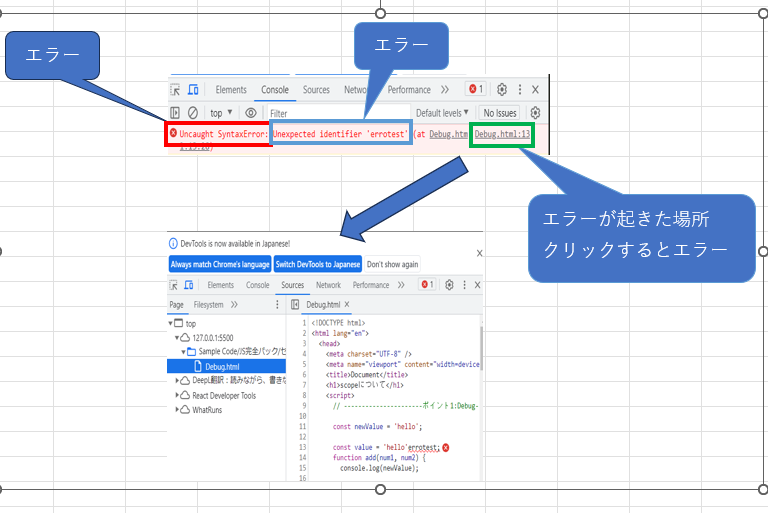 エラー
エラー
Elements Console Sources Netw Performance 1
top Filter Default levels No Issues
Uncaught SyntaxError: Unexpected identifier 'errotest' (at Debug.htm Debug.html:13
エラーが起きた場所
クリックするとエラー
DevTools is now available in Japanese!
Always match Chrome's language Switch DevTools to Japanese Don't show again
Elements Console Sources Network Performance 1
Page Filesystem Debug.html
top
127.0.0.1:5500
Sample Code/JS完全パック/セ
Debug.html
DeepL翻訳：読みながら、書きな
React Developer Tools
WhatRuns
1 <!DOCTYPE html>
2 <html lang="en">
3 <head>
4 <meta charset="UTF-8" />
5 <meta name="viewport" content="width=device
6 <title>Document</title>
7 <h1>scopeについて</h1>
8 <script>
9 // ----------------------ポイント1:Debug-
10
11 const newValue = 'hello';
12
13 const value = 'hello'errotest;
14 function add(num1, num2) {
15 console.log(newValue);
16